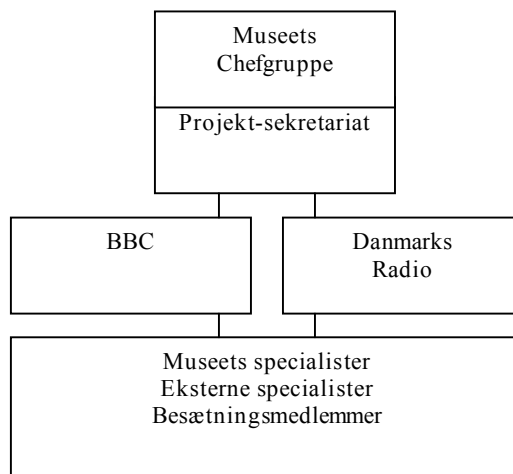 Museets
Chefgruppe
Projekt-sekretariat
BBC
Danmarks
Radio
Museets specialister
Eksterne specialister
Besætningsmedlemmer